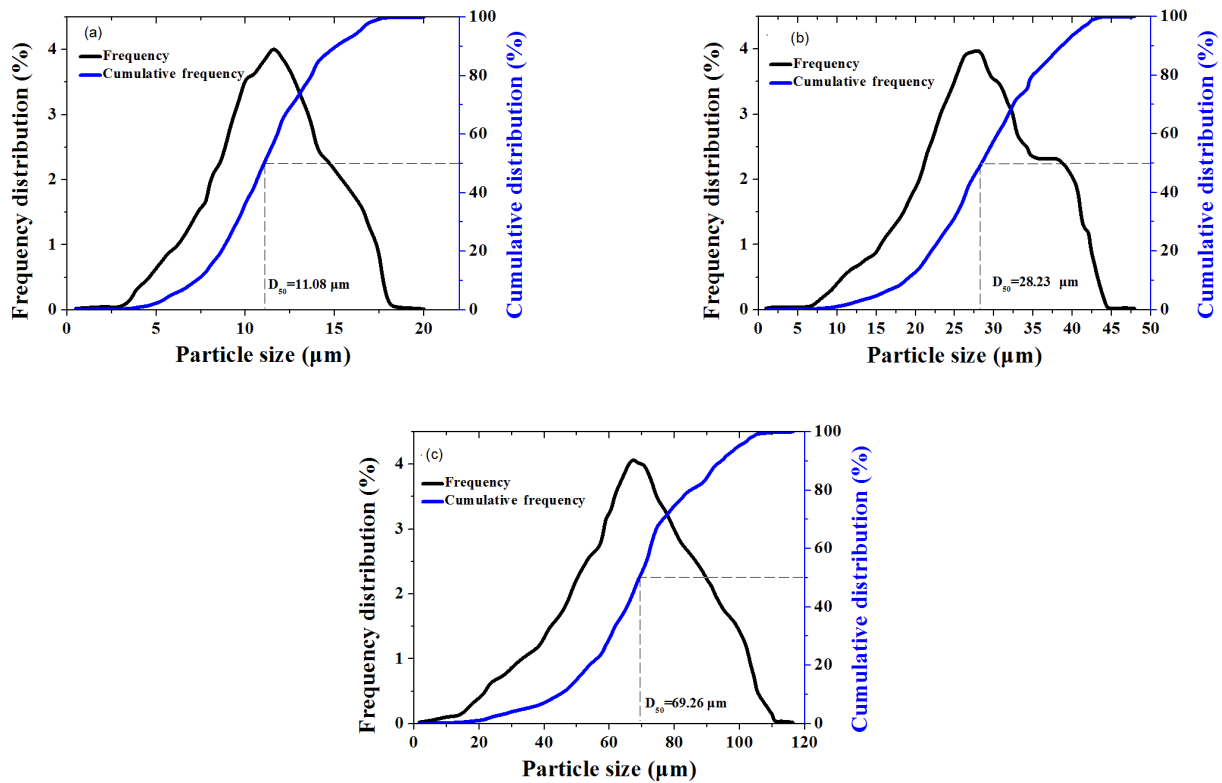 (a)
Frequency
Cumulative frequency
Frequency distribution (%)
Cumulative distribution (%)
0 1 2 3 4
0 20 40 60 80 100
D50=11.08 µm
0 5 10 15 20
Particle size (µm)
(b)
Frequency
Cumulative frequency
Frequency distribution (%)
Cumulative distribution (%)
0 1 2 3 4
0 20 40 60 80 100
D50=28.23 µm
0 5 10 15 20 25 30 35 40 45 50
Particle size (µm)
(c)
Frequency
Cumulative frequency
Frequency distribution (%)
Cumulative distribution (%)
0 1 2 3 4
0 20 40 60 80 100
D50=69.26 µm
0 20 40 60 80 100 120
Particle size (µm)